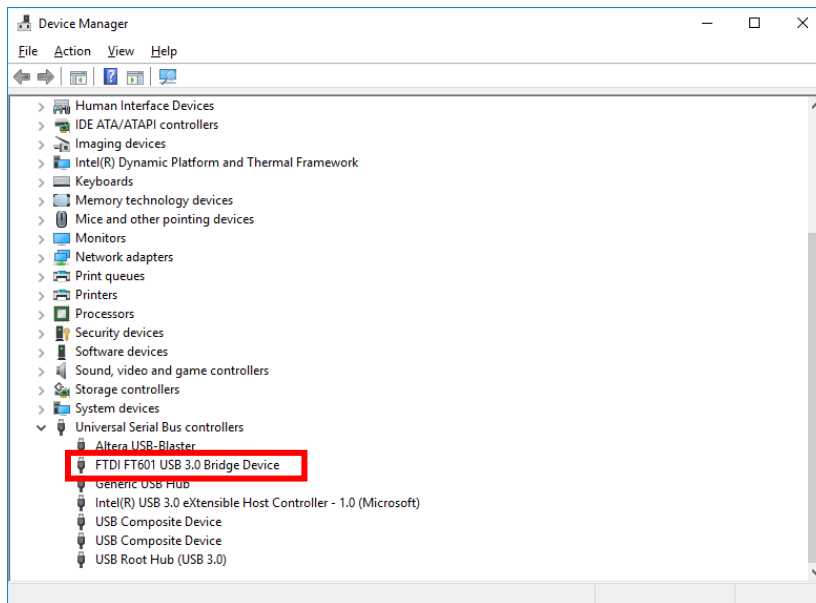 Device Manager
File Action View Help
Human Interface Devices
IDE ATA/ATAPI controllers
Imaging devices
Intel(R) Dynamic Platform and Thermal Framework
Keyboards
Memory technology devices
Mice and other pointing devices
Monitors
Network adapters
Print queues
Printers
Processors
Security devices
Software devices
Sound, video and game controllers
Storage controllers
System devices
Universal Serial Bus controllers
Altera USB-Blaster
FTDI FT601 USB 3.0 Bridge Device
Generic USB Hub
Intel(R) USB 3.0 eXtensible Host Controller - 1.0 (Microsoft)
USB Composite Device
USB Composite Device
USB Root Hub (USB 3.0)